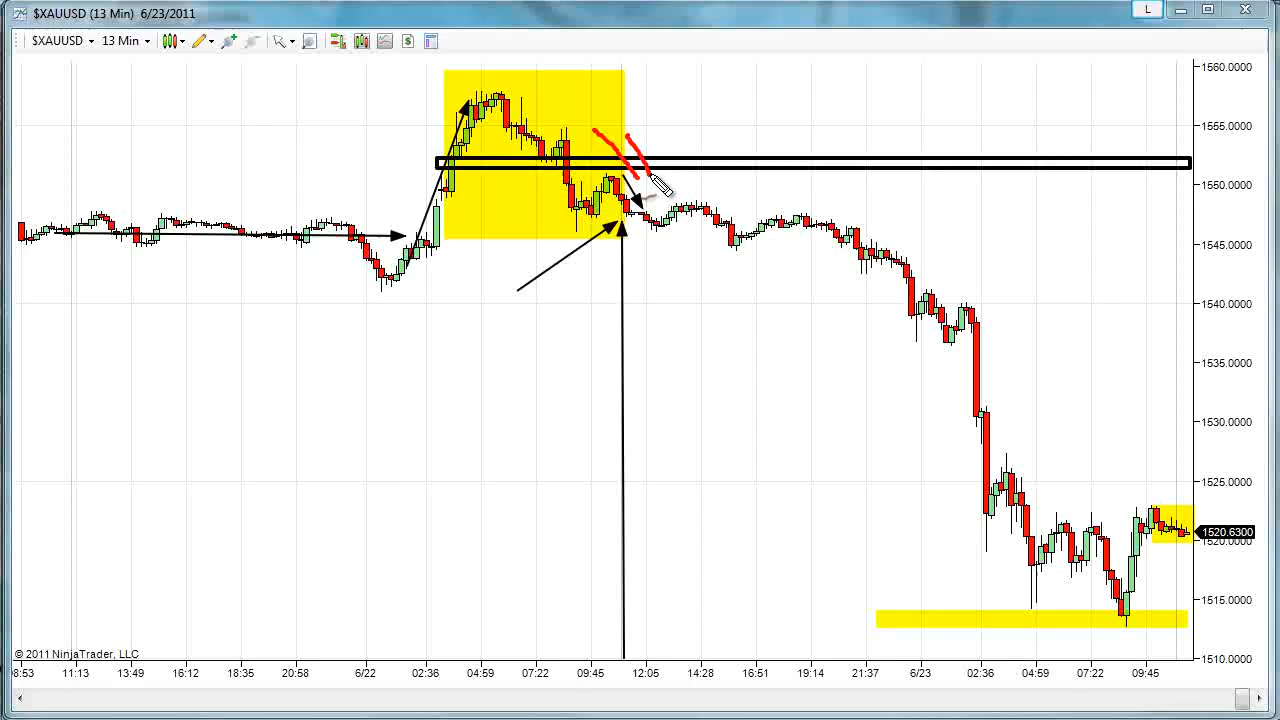 $XAUUSD (13 Min) 6/23/2011
L
$XAUUSD 13 Min
$
1560.0000
1565.0000
1550.0000
1545.0000
1540.0000
1535.0000
1530.0000
1525.0000
1520.6300
1520.0000
1515.0000
1510.0000
© 2011 NinjaTrader, LLC
8:53 11:13 13:49 16:12 18:35 20:58 6/22 02:36 04:59 07:22 09:45 12:05 14:28 16:51 19:14 21:37 6/23 02:36 04:59 07:22 09:45